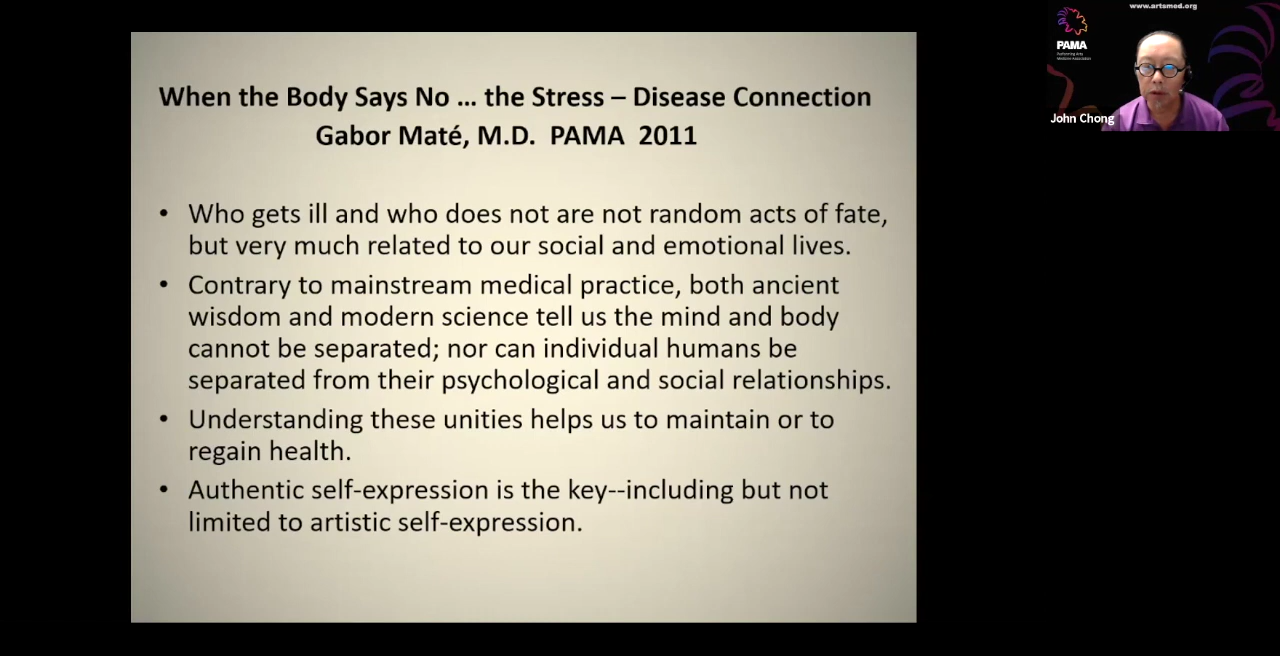 When the Body Says No ... the Stress – Disease Connection
Gabor Maté, M.D. PAMA 2011
• Who gets ill and who does not are not random acts of fate,
but very much related to our social and emotional lives.
• Contrary to mainstream medical practice, both ancient
wisdom and modern science tell us the mind and body
cannot be separated; nor can individual humans be
separated from their psychological and social relationships.
• Understanding these unities helps us to maintain or to
regain health.
• Authentic self-expression is the key--including but not
limited to artistic self-expression.
www.artsmed.org
PAMA
Performing Arts
Medicine Association
John Chong